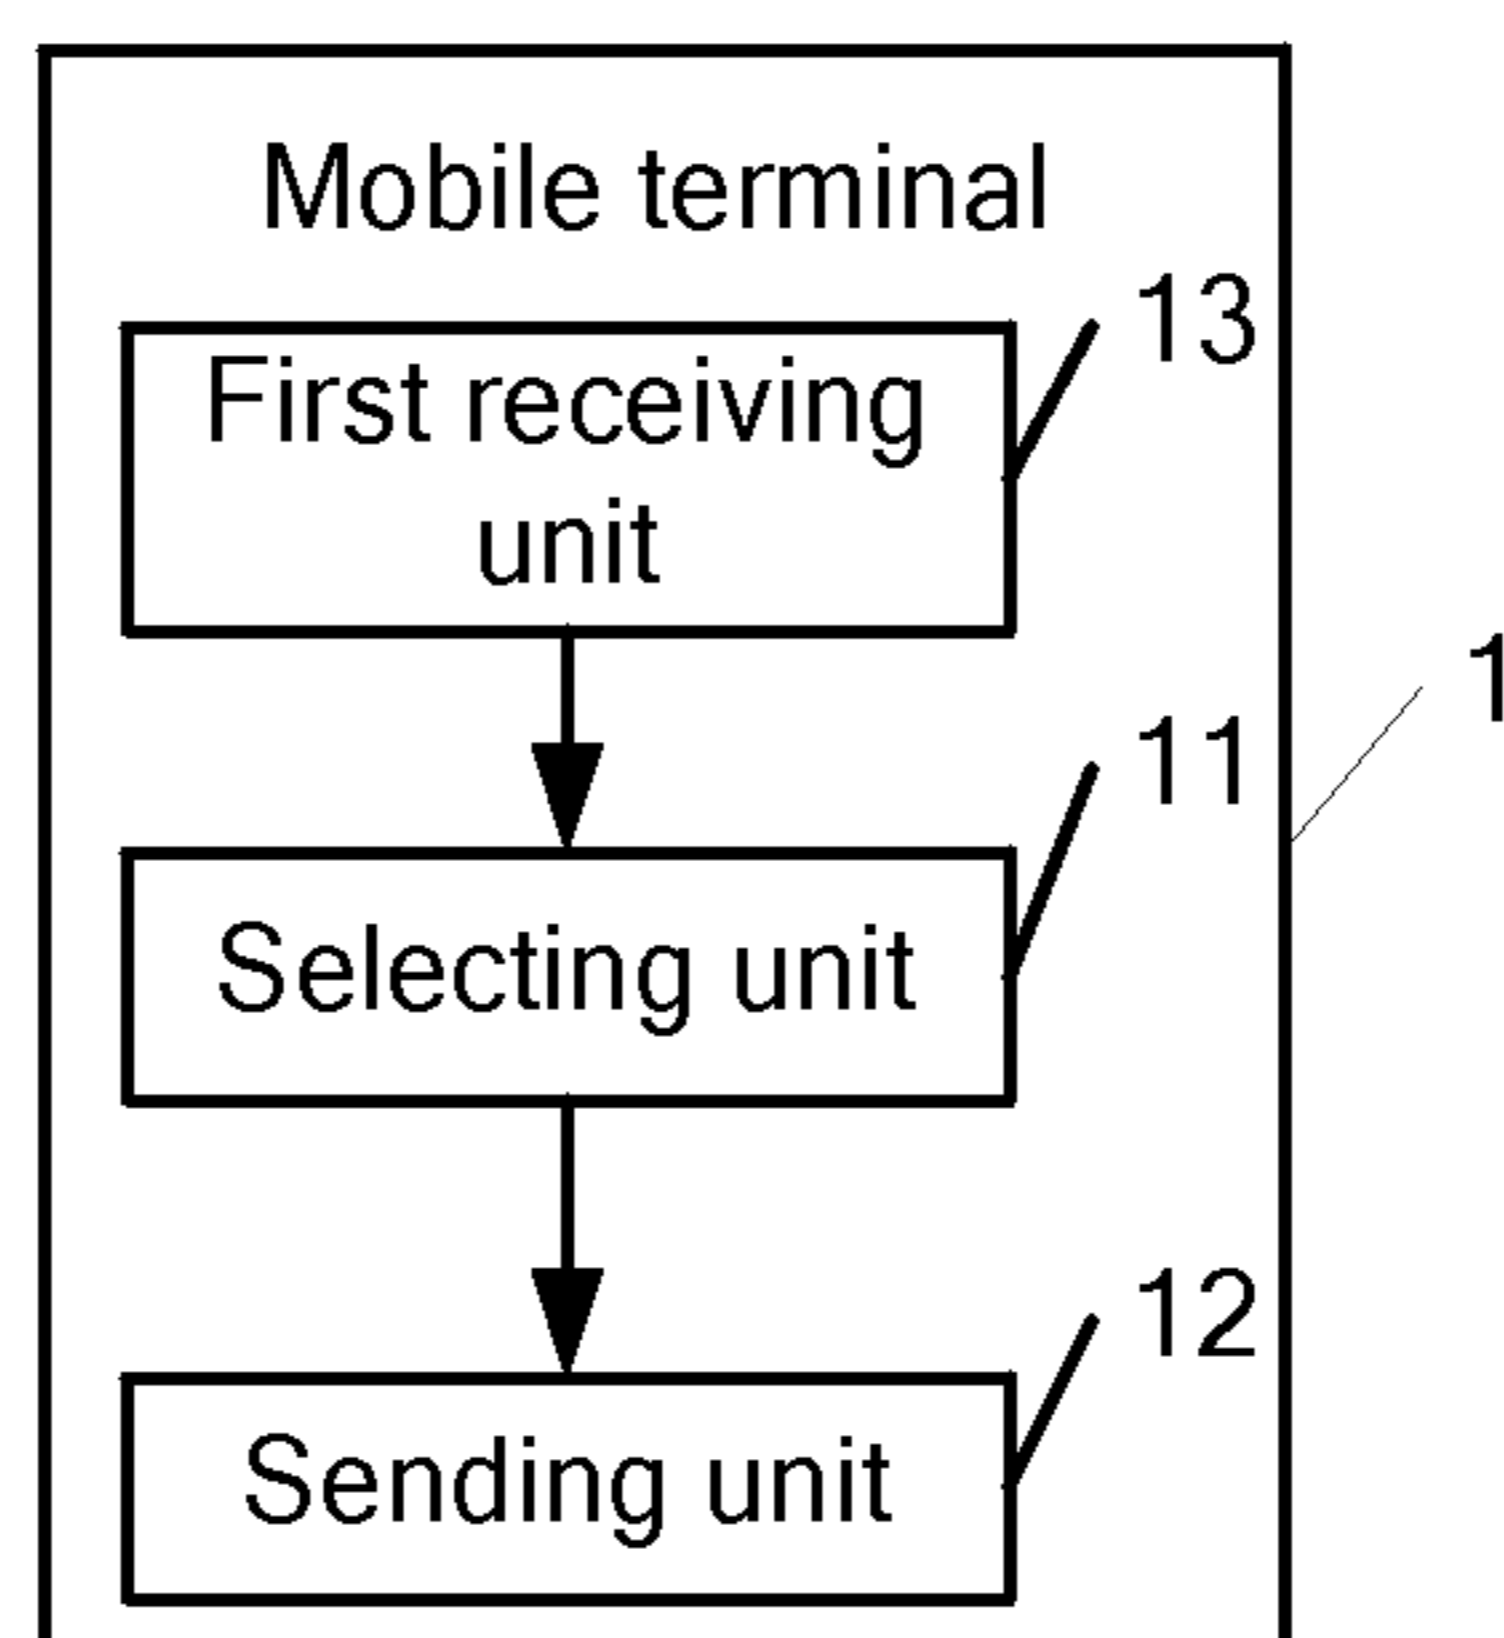 Mobile terminal
13
First receiving
unit
1
11
Selecting unit
12
Sending unit